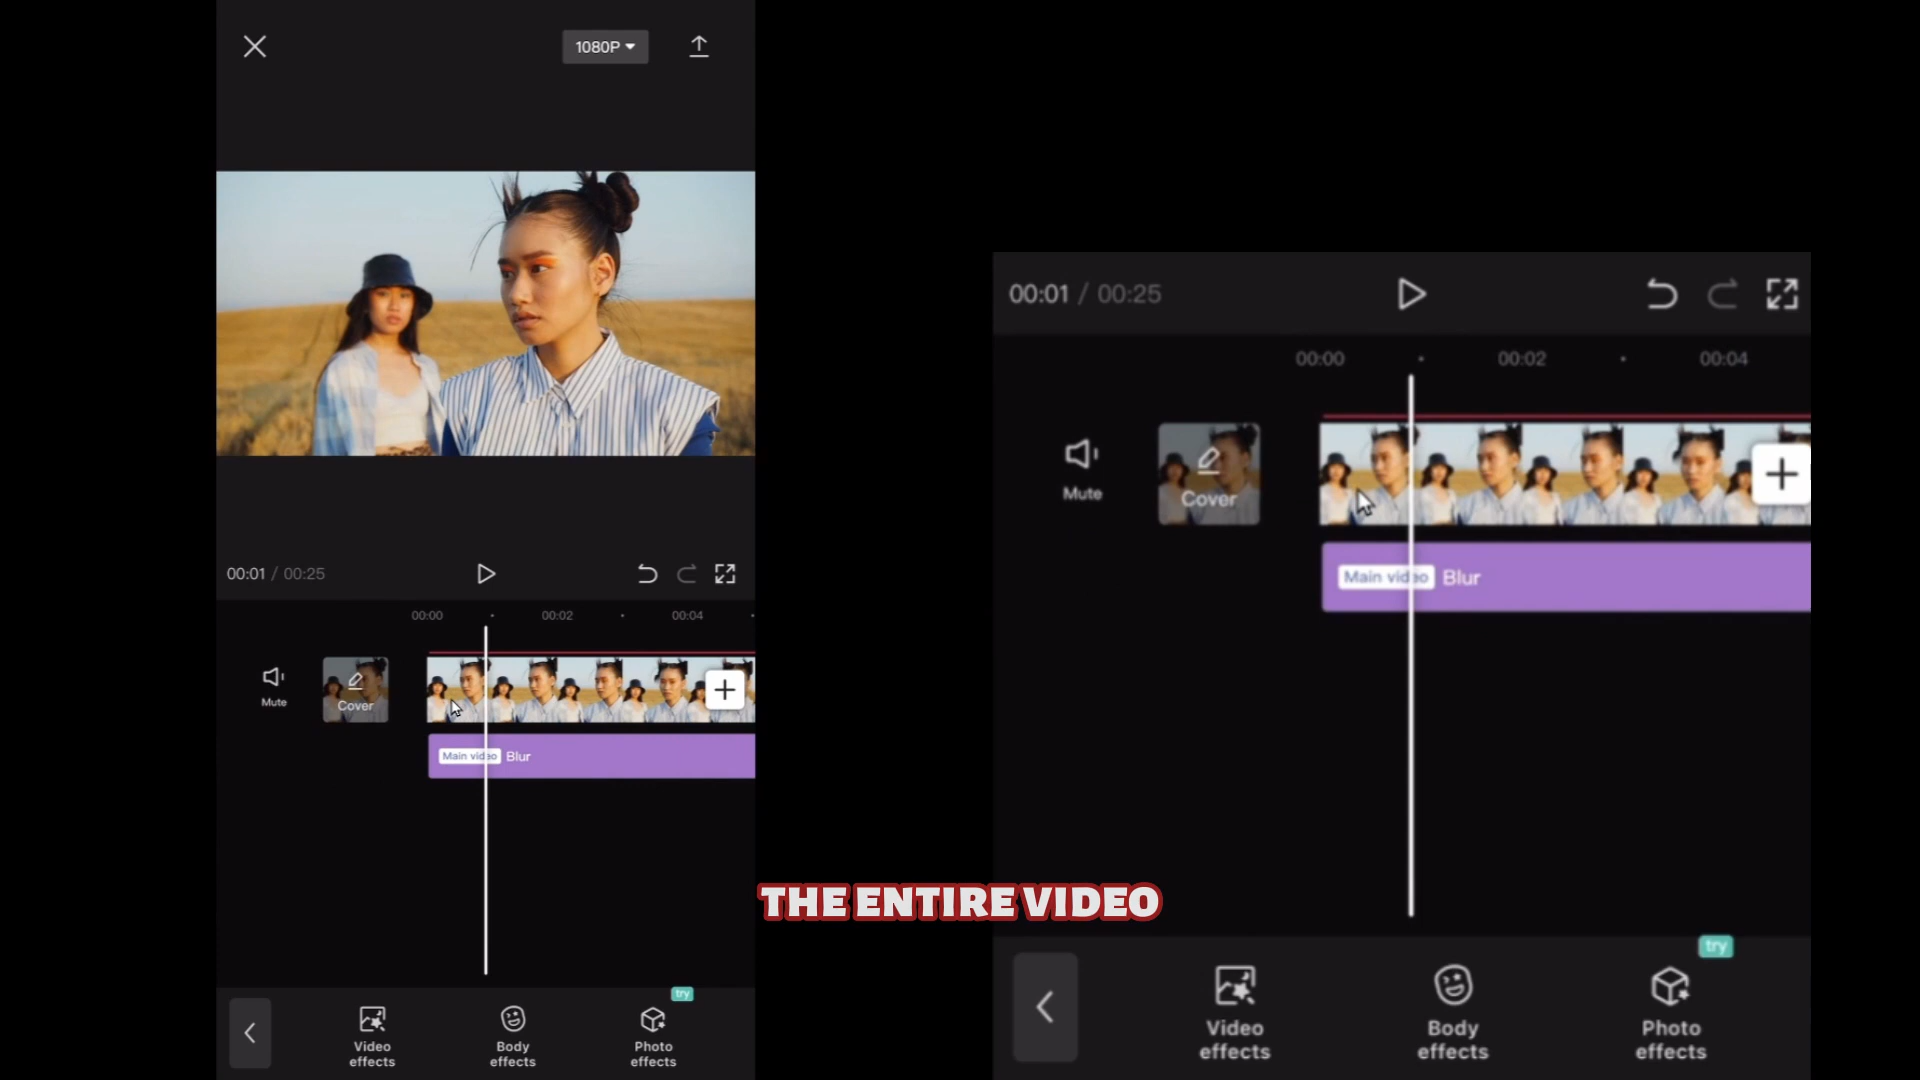 1080P
00:01 / 00:25
00:00
00:02
00:04
Mute
Cover
Main video
Blur
Video effects
Body effects
try
Photo effects
00:01 / 00:25
00:00
00:02
00:04
Mute
Cover
Main video
Blur
THE ENTIRE VIDEO
Video effects
Body effects
try
Photo effects